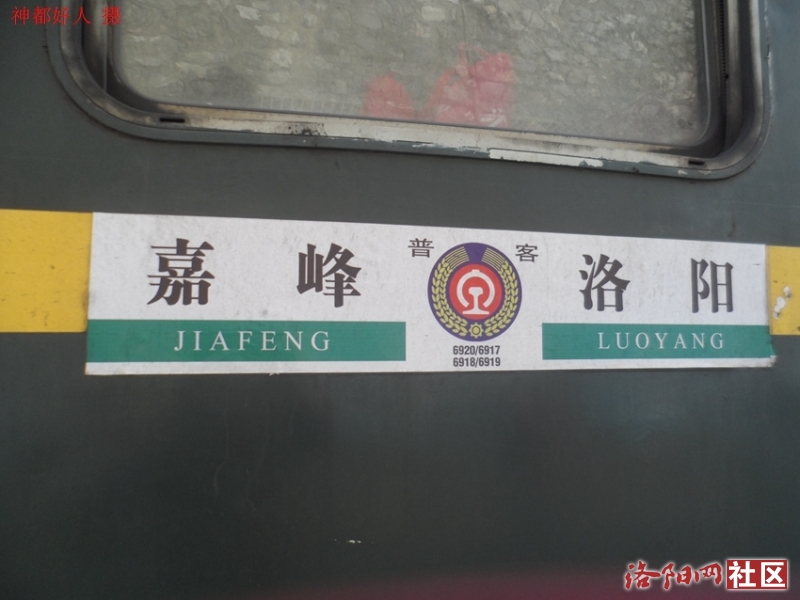 神都好人 摄
嘉峰 普客 洛阳
JIAFENG LUOYANG
6920/6917
6918/6919
洛阳网社区